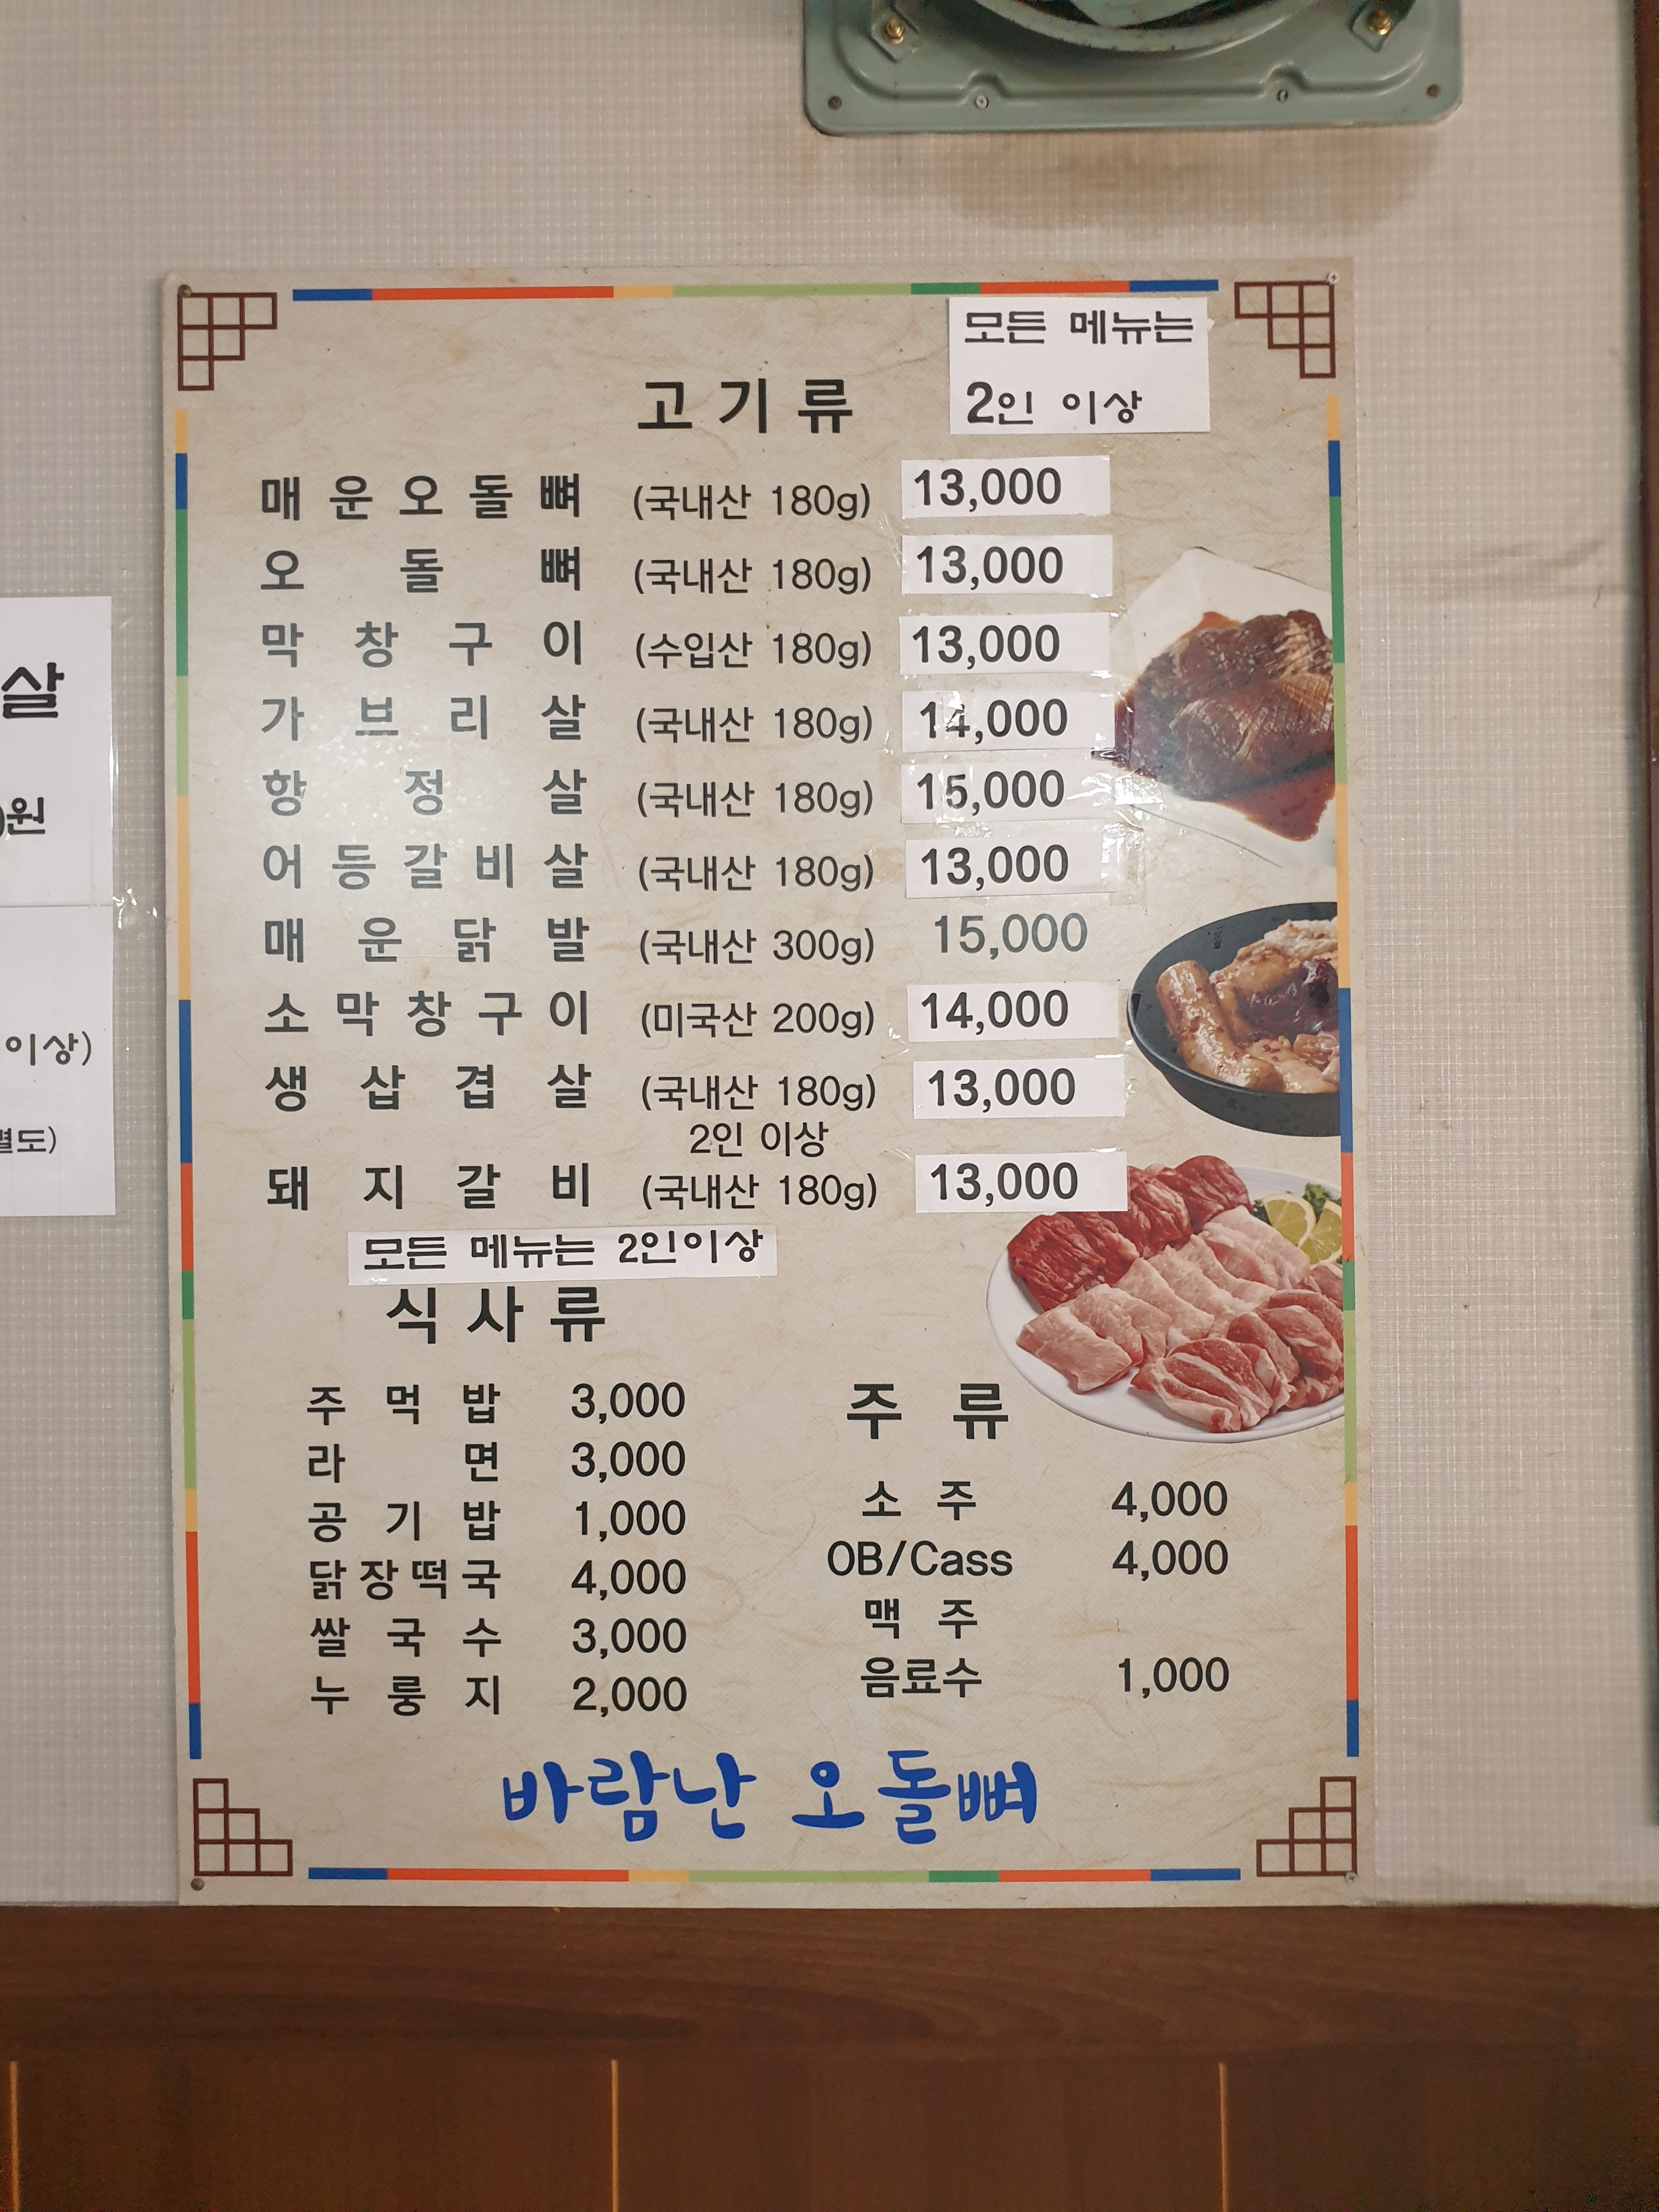 모든 메뉴는
2인 이상
고기류
매운오돌뼈 (국내산 180g) 13,000
오돌뼈 (국내산 180g) 13,000
막창구이 (수입산 180g) 13,000
가브리살 (국내산 180g) 14,000
항정살 (국내산 180g) 15,000
어등갈비살 (국내산 180g) 13,000
매운닭발 (국내산 300g) 15,000
소막창구이 (미국산 200g) 14,000
생삼겹살 (국내산 180g) 13,000
2인 이상
돼지갈비 (국내산 180g) 13,000
모든 메뉴는 2인이상
식사류
주먹밥 3,000
라면 3,000
공기밥 1,000
닭장떡국 4,000
쌀국수 3,000
누룽지 2,000
주류
소주 4,000
OB/Cass 4,000
맥주
음료수 1,000
바람난 오돌뼈
살
원
이상)
별도)